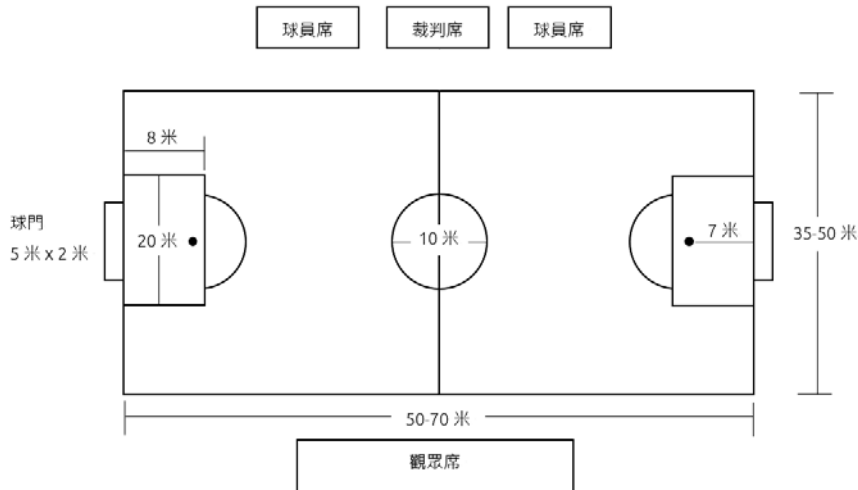 球員席
裁判席
球員席
8 米
球門
5 米 x 2 米
20 米
10 米
7 米
35-50 米
50-70 米
觀眾席